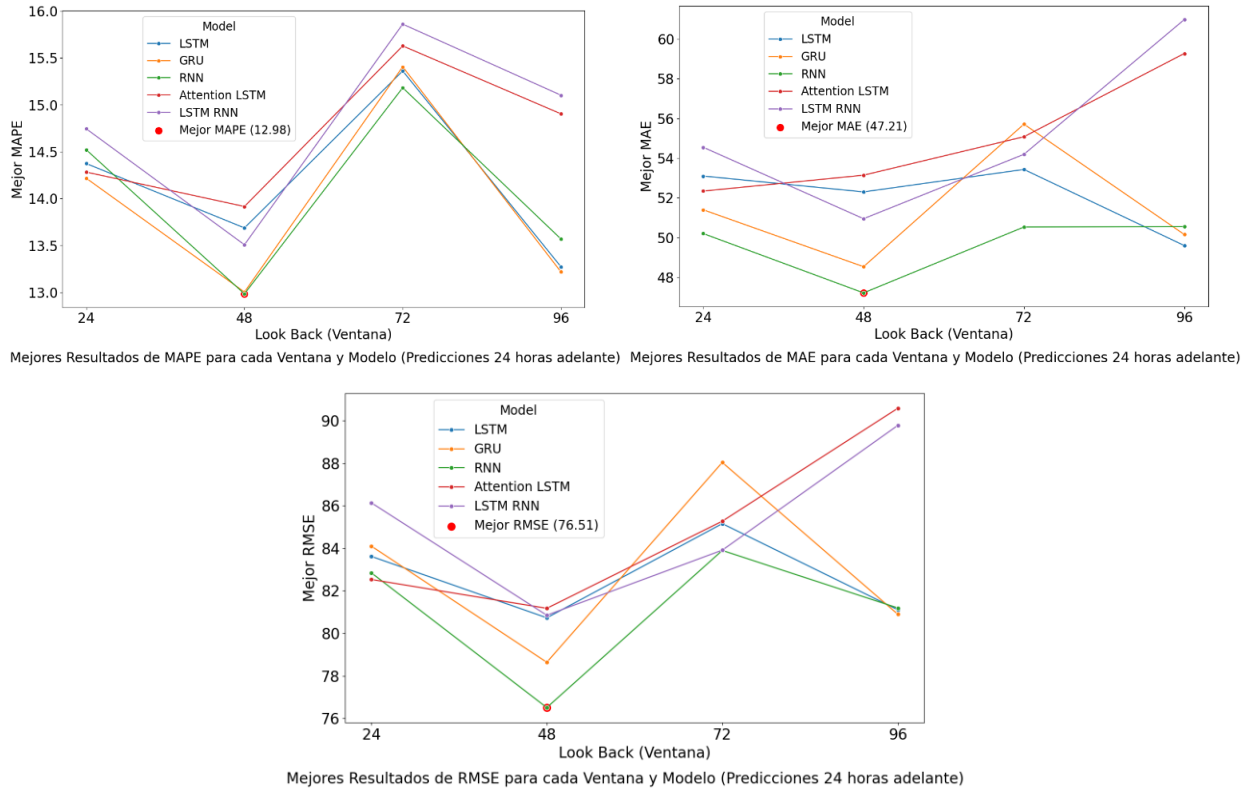 Mejor MAPE
16.0
15.5
15.0
14.5
14.0
13.5
13.0
Model
LSTM
GRU
RNN
Attention LSTM
LSTM RNN
Mejor MAPE (12.98)
24 48 72 96
Look Back (Ventana)
Mejores Resultados de MAPE para cada Ventana y Modelo (Predicciones 24 horas adelante)
Mejor MAE
60
58
56
54
52
50
48
Model
LSTM
GRU
RNN
Attention LSTM
LSTM RNN
Mejor MAE (47.21)
24 48 72 96
Look Back (Ventana)
Mejores Resultados de MAE para cada Ventana y Modelo (Predicciones 24 horas adelante)
Mejor RMSE
90
88
86
84
82
80
78
76
Model
LSTM
GRU
RNN
Attention LSTM
LSTM RNN
Mejor RMSE (76.51)
24 48 72 96
Look Back (Ventana)
Mejores Resultados de RMSE para cada Ventana y Modelo (Predicciones 24 horas adelante)